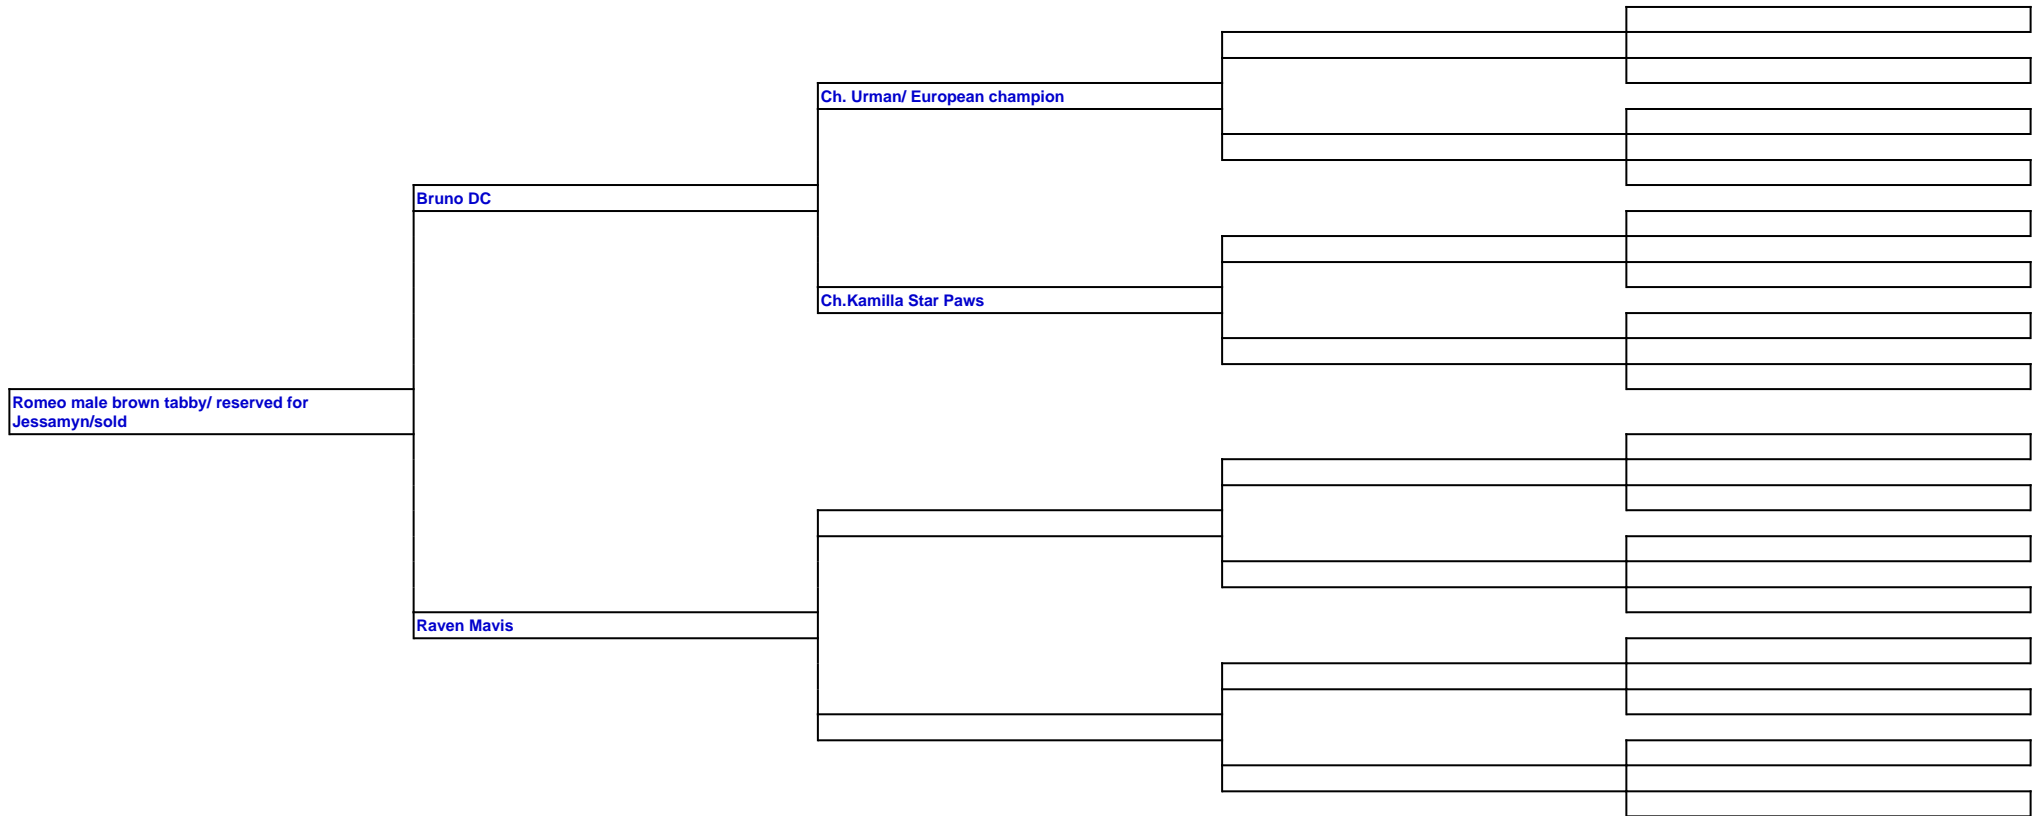 Ch. Urman/ European champion
Bruno DC
Ch.Kamilla Star Paws
Romeo male brown tabby/ reserved for
Jessamyn/sold
Raven Mavis